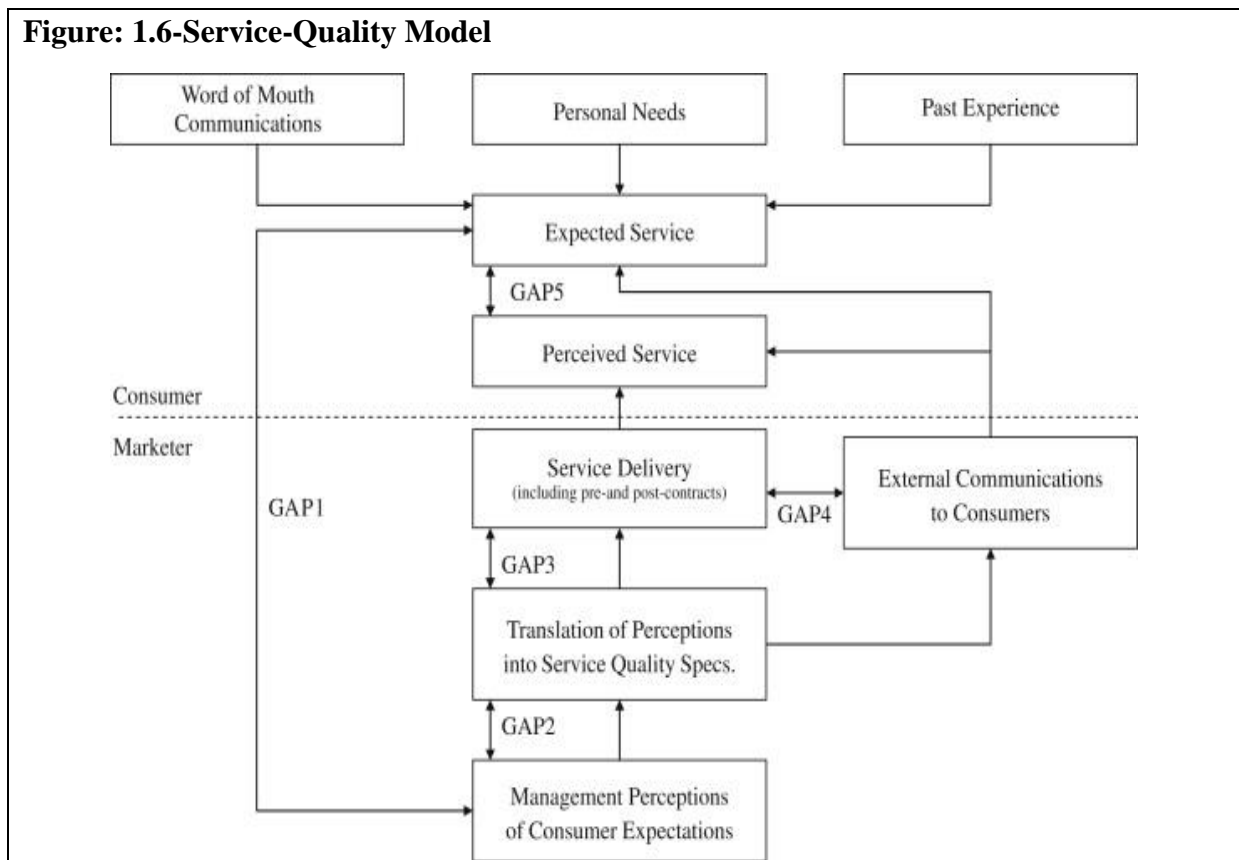 Figure: 1.6-Service-Quality Model
Word of Mouth
Communications
Personal Needs
Past Experience
Expected Service
GAP5
Perceived Service
Consumer
Marketer
Service Delivery
(including pre-and post-contracts)
External Communications
to Consumers
GAP1
GAP4
GAP3
Translation of Perceptions
into Service Quality Specs.
GAP2
Management Perceptions
of Consumer Expectations